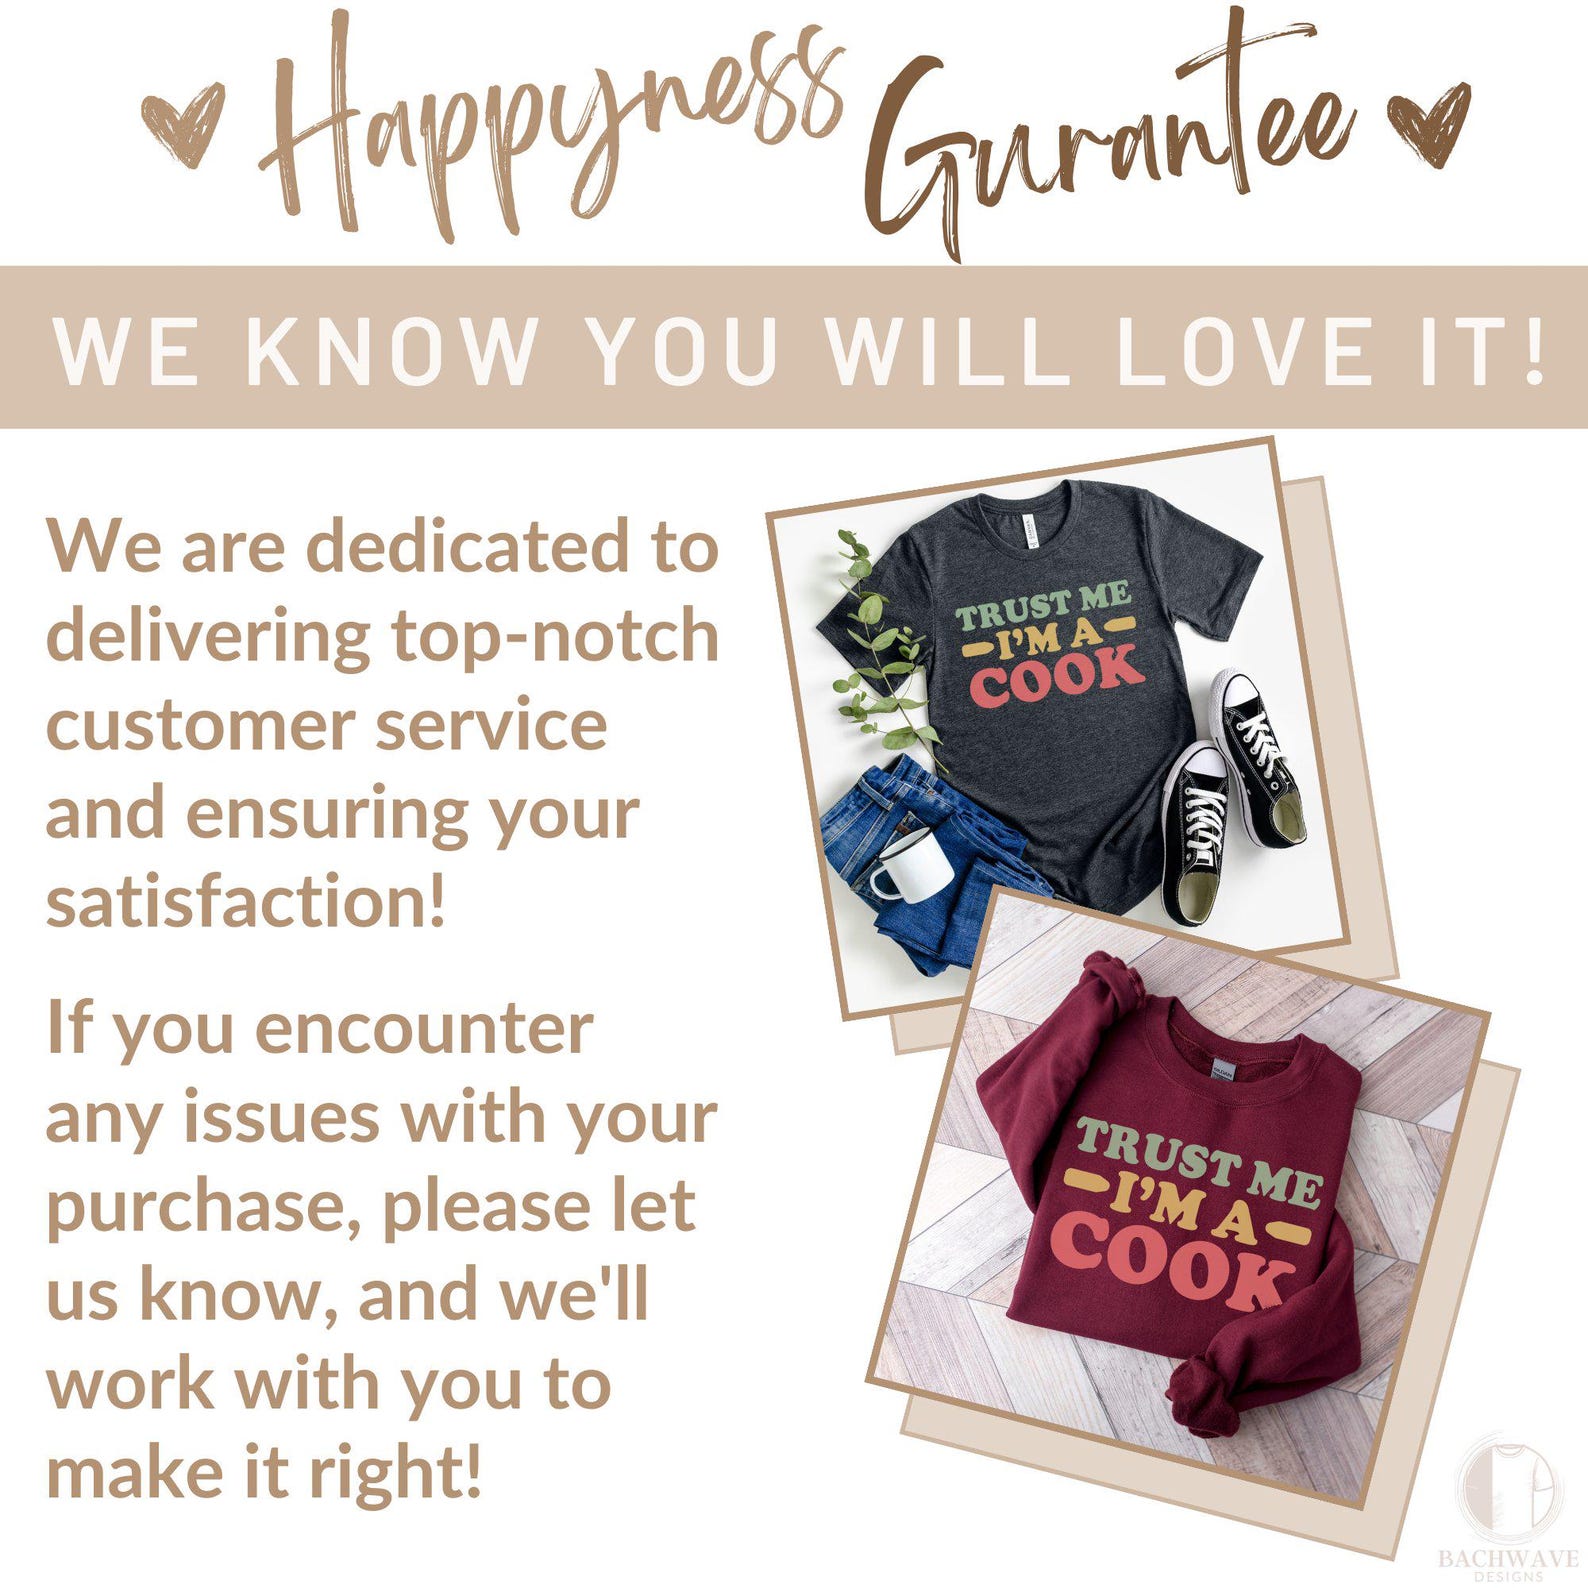 Happyness Gurantee
WE KNOW YOU WILL LOVE IT!
We are dedicated to
delivering top-notch
customer service
and ensuring your
satisfaction!
If you encounter
any issues with your
purchase, please let
us know, and we'll
work with you to
make it right!
TRUST ME
I'M A
COOK
TRUST ME
I'M A
COOK
BACHWAVE
DESIGNS